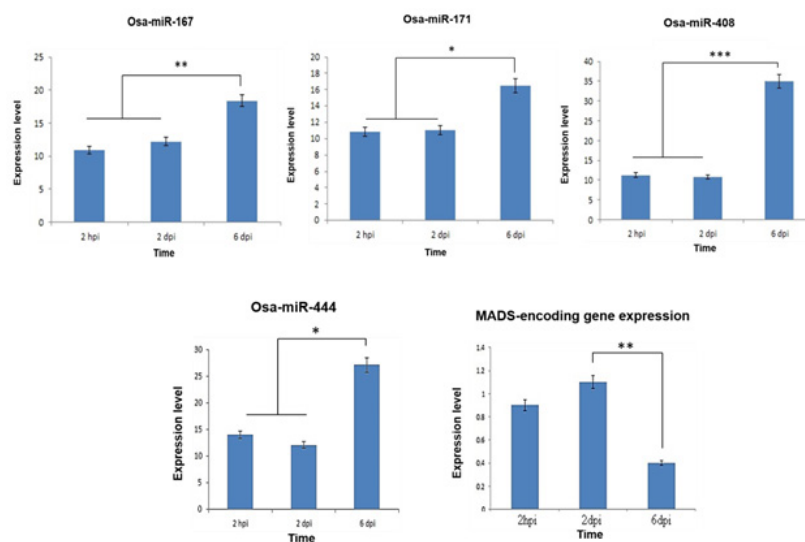 Osa-miR-167
Expression level
25
20
15
10
5
0
**
2 hpi
2 dpi
6 dpi
Time
Osa-miR-171
Expression level
20
18
16
14
12
10
8
6
4
2
0
*
2 hpi
2 dpi
6 dpi
Time
Osa-miR-408
Expression level
40
35
30
25
20
15
10
5
0
***
2 hpi
2 dpi
6 dpi
Time
Osa-miR-444
Expression level
30
25
20
15
10
5
0
*
2 hpi
2 dpi
6 dpi
Time
MADS-encoding gene expression
Expression level
1.4
1.2
1
0.8
0.6
0.4
0.2
0
**
2hpi
2dpi
6dpi
Time